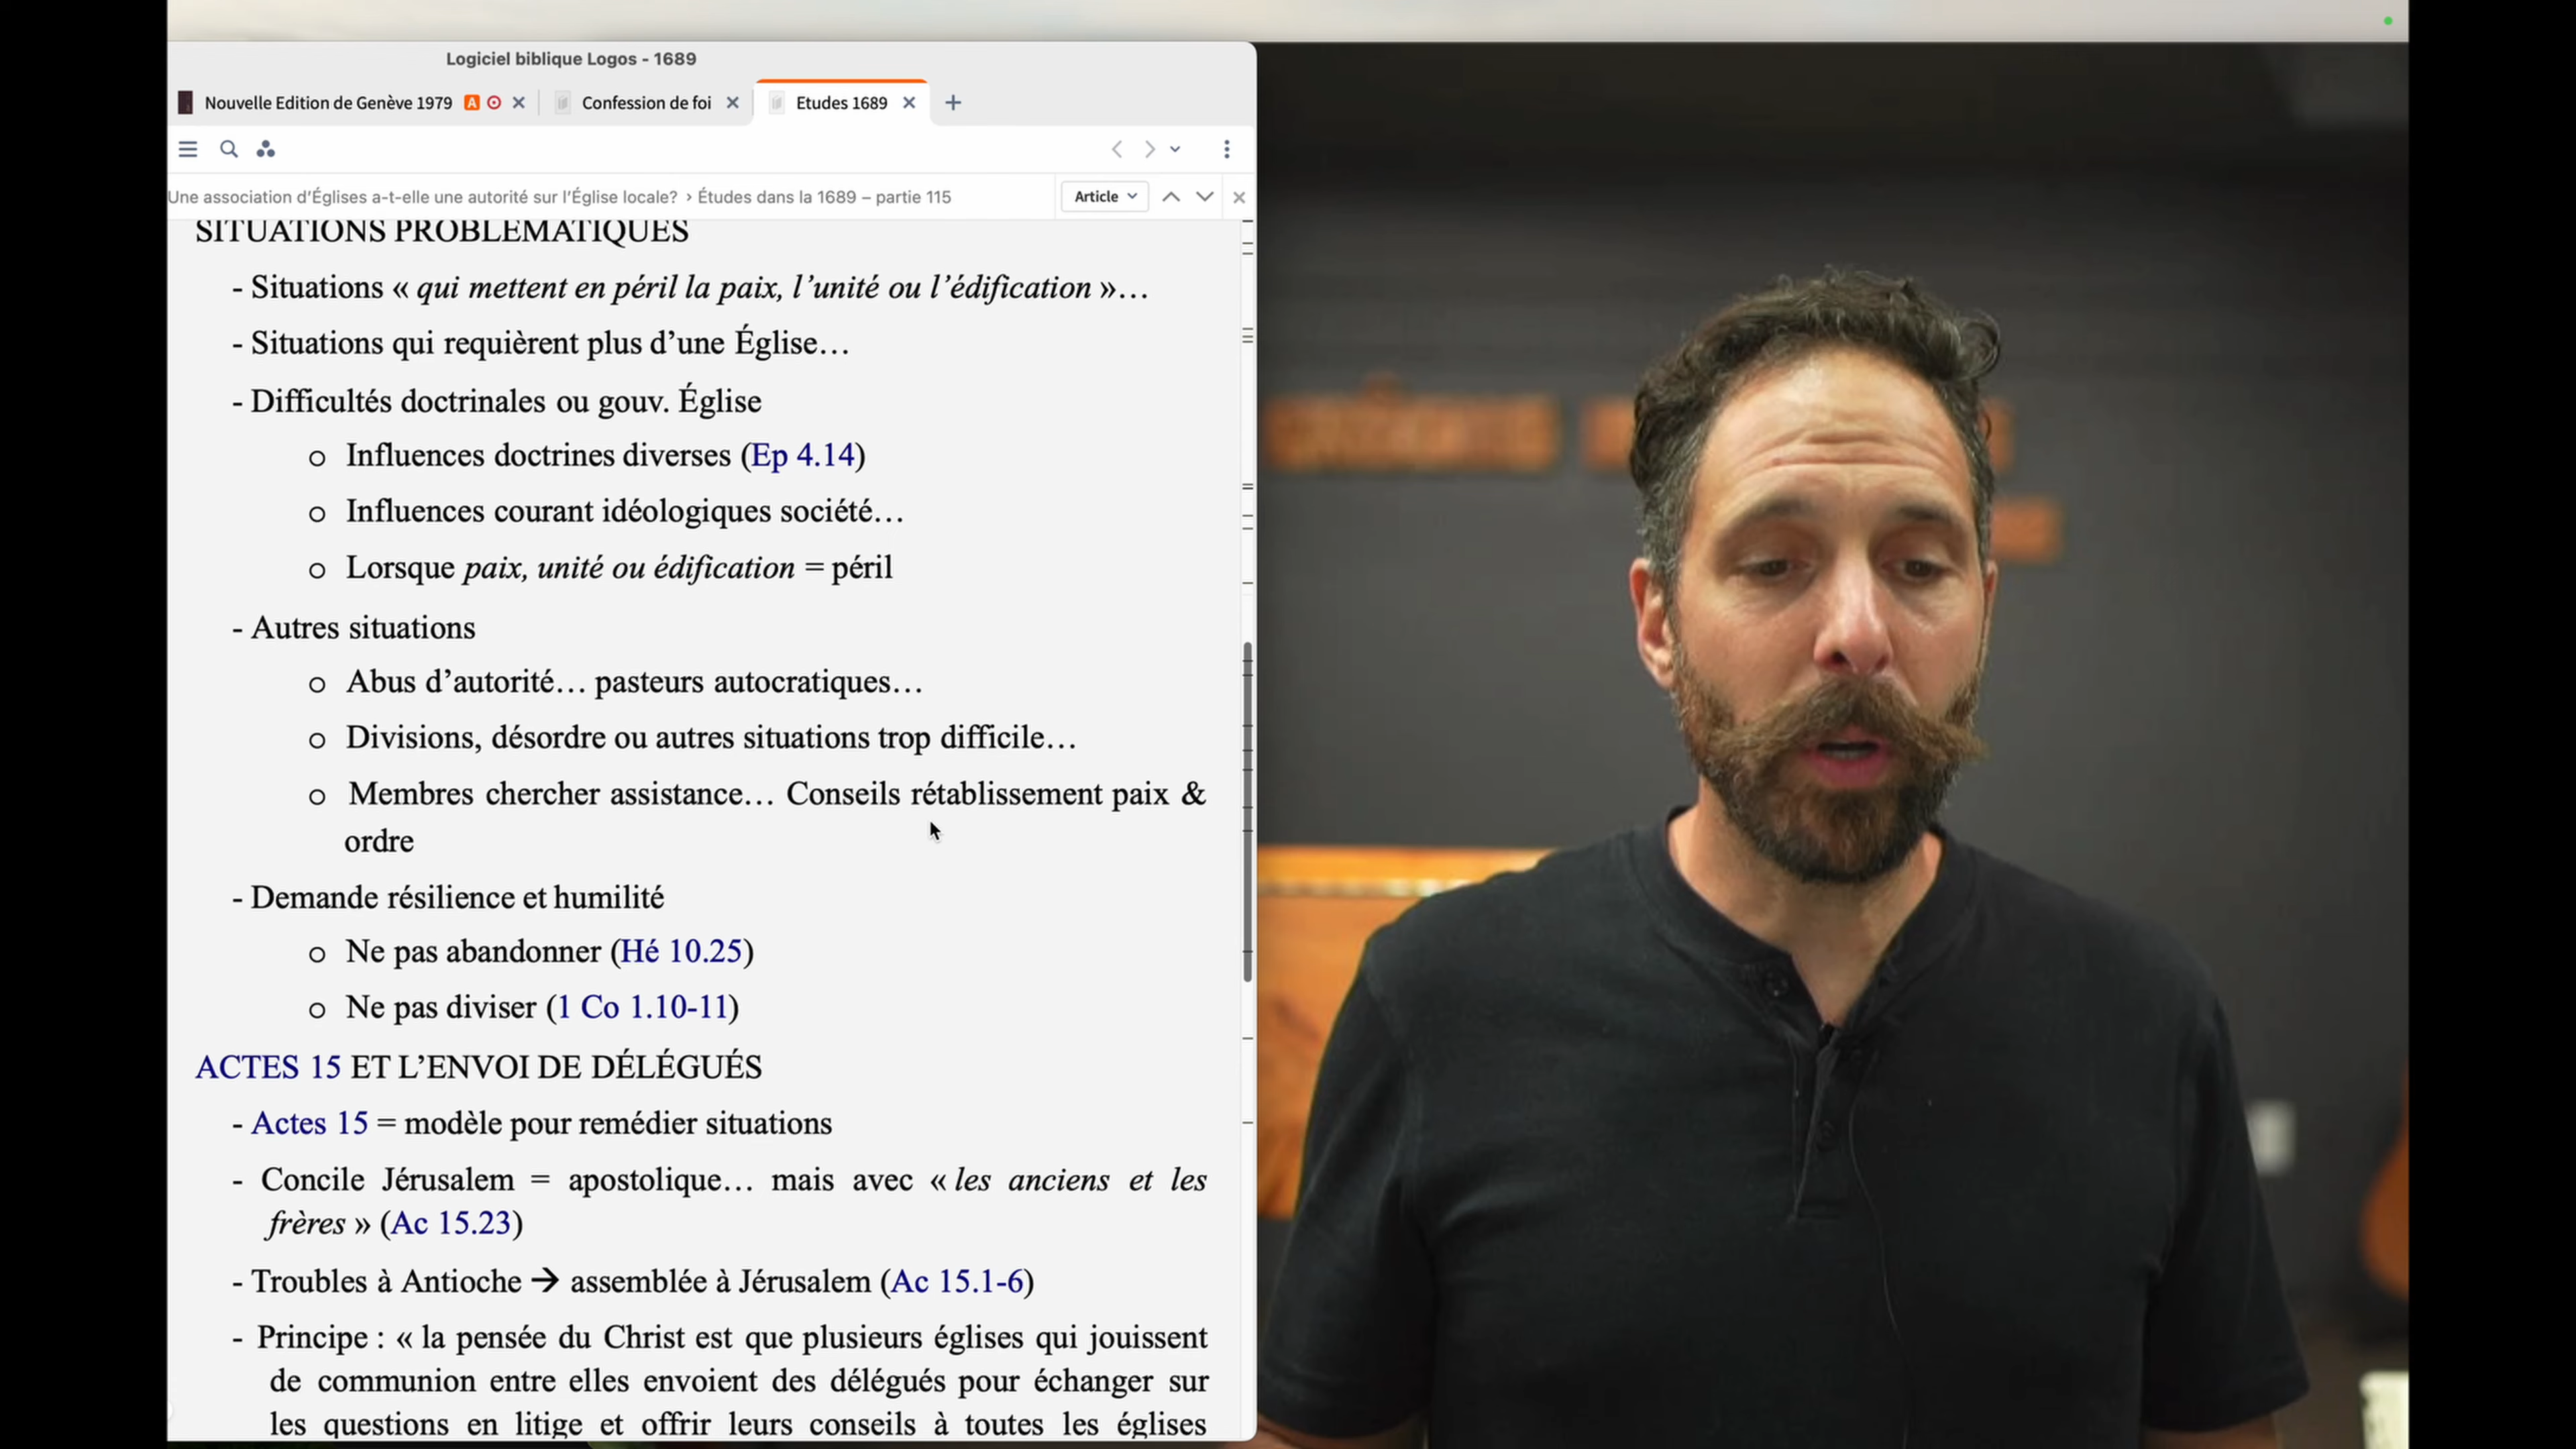 Logiciel biblique Logos - 1689
Nouvelle Edition de Genève 1979 A
Confession de foi
Etudes 1689
Une association d’Églises a-t-elle une autorité sur l’Église locale? › Études dans la 1689 – partie 115
Article
SITUATIONS PROBLÉMATIQUES
- Situations « qui mettent en péril la paix, l’unité ou l’édification »…
- Situations qui requièrent plus d’une Église…
- Difficultés doctrinales ou gouv. Église
o Influences doctrines diverses (Ep 4.14)
o Influences courant idéologiques société…
o Lorsque paix, unité ou édification = péril
- Autres situations
o Abus d’autorité… pasteurs autocratiques…
o Divisions, désordre ou autres situations trop difficile…
o Membres chercher assistance… Conseils rétablissement paix &
ordre
- Demande résilience et humilité
o Ne pas abandonner (Hé 10.25)
o Ne pas diviser (1 Co 1.10-11)
ACTES 15 ET L’ENVOI DE DÉLÉGUÉS
- Actes 15 = modèle pour remédier situations
- Concile Jérusalem = apostolique… mais avec « les anciens et les
frères » (Ac 15.23)
- Troubles à Antioche → assemblée à Jérusalem (Ac 15.1-6)
- Principe : « la pensée du Christ est que plusieurs églises qui jouissent
de communion entre elles envoient des délégués pour échanger sur
les questions en litige et offrir leurs conseils à toutes les églises